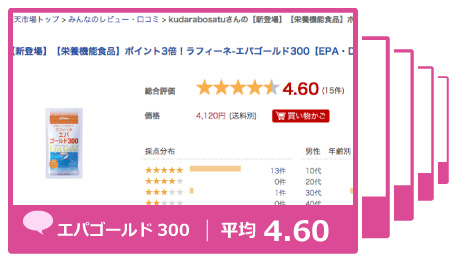 天市場トップ > みんなのレビュー・口コミ > kudarabosatuさんの【新登場】【栄養機能食品】ポ
【新登場】【栄養機能食品】ポイント3倍！ラフィーネ-エパゴールド300【EPA・D
総合評価 ★★★★★ 4.60 (15件)
価格 4,120円 (送料別) 買い物かご
ラフィーネ
エパ
ゴールド
300
採点分布 男性 年齢別
★★★★★ 13件 10代
★★★★ 0件 20代
★★★ 1件 30代
★★ 0件 40代
エパゴールド 300 | 平均 4.60